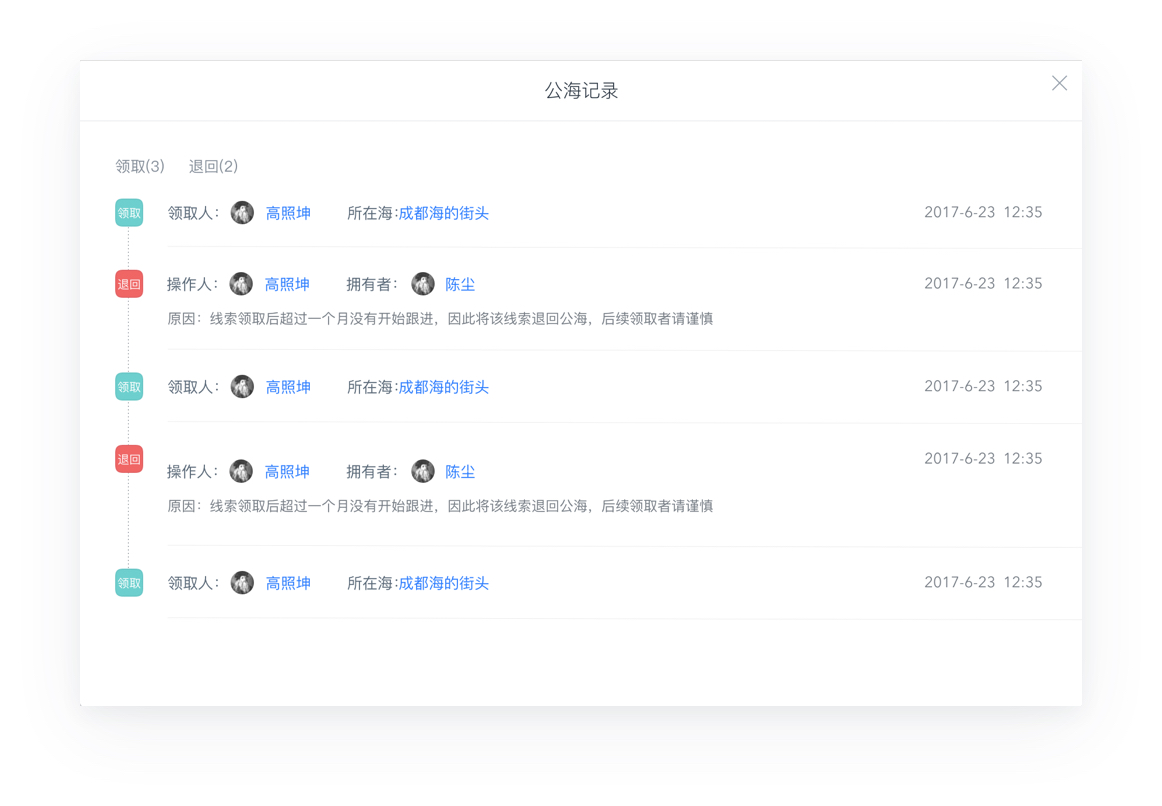 公海记录
领取(3) 退回(2)
领取 领取人： 高照坤 所在海:成都海的街头 2017-6-23 12:35
退回 操作人： 高照坤 拥有者： 陈尘 2017-6-23 12:35
原因：线索领取后超过一个月没有开始跟进，因此将该线索退回公海，后续领取者请谨慎
领取 领取人： 高照坤 所在海:成都海的街头 2017-6-23 12:35
退回 操作人： 高照坤 拥有者： 陈尘 2017-6-23 12:35
原因：线索领取后超过一个月没有开始跟进，因此将该线索退回公海，后续领取者请谨慎
领取 领取人： 高照坤 所在海:成都海的街头 2017-6-23 12:35